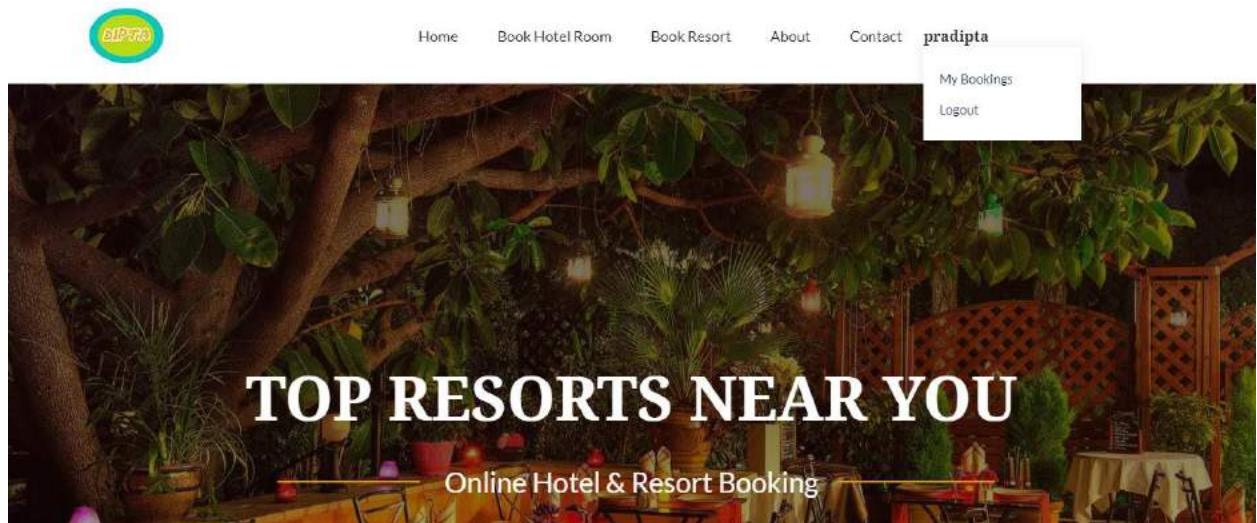 DIPTA
Home Book Hotel Room Book Resort About Contact pradipta
My Bookings
Logout
TOP RESORTS NEAR YOU
Online Hotel & Resort Booking